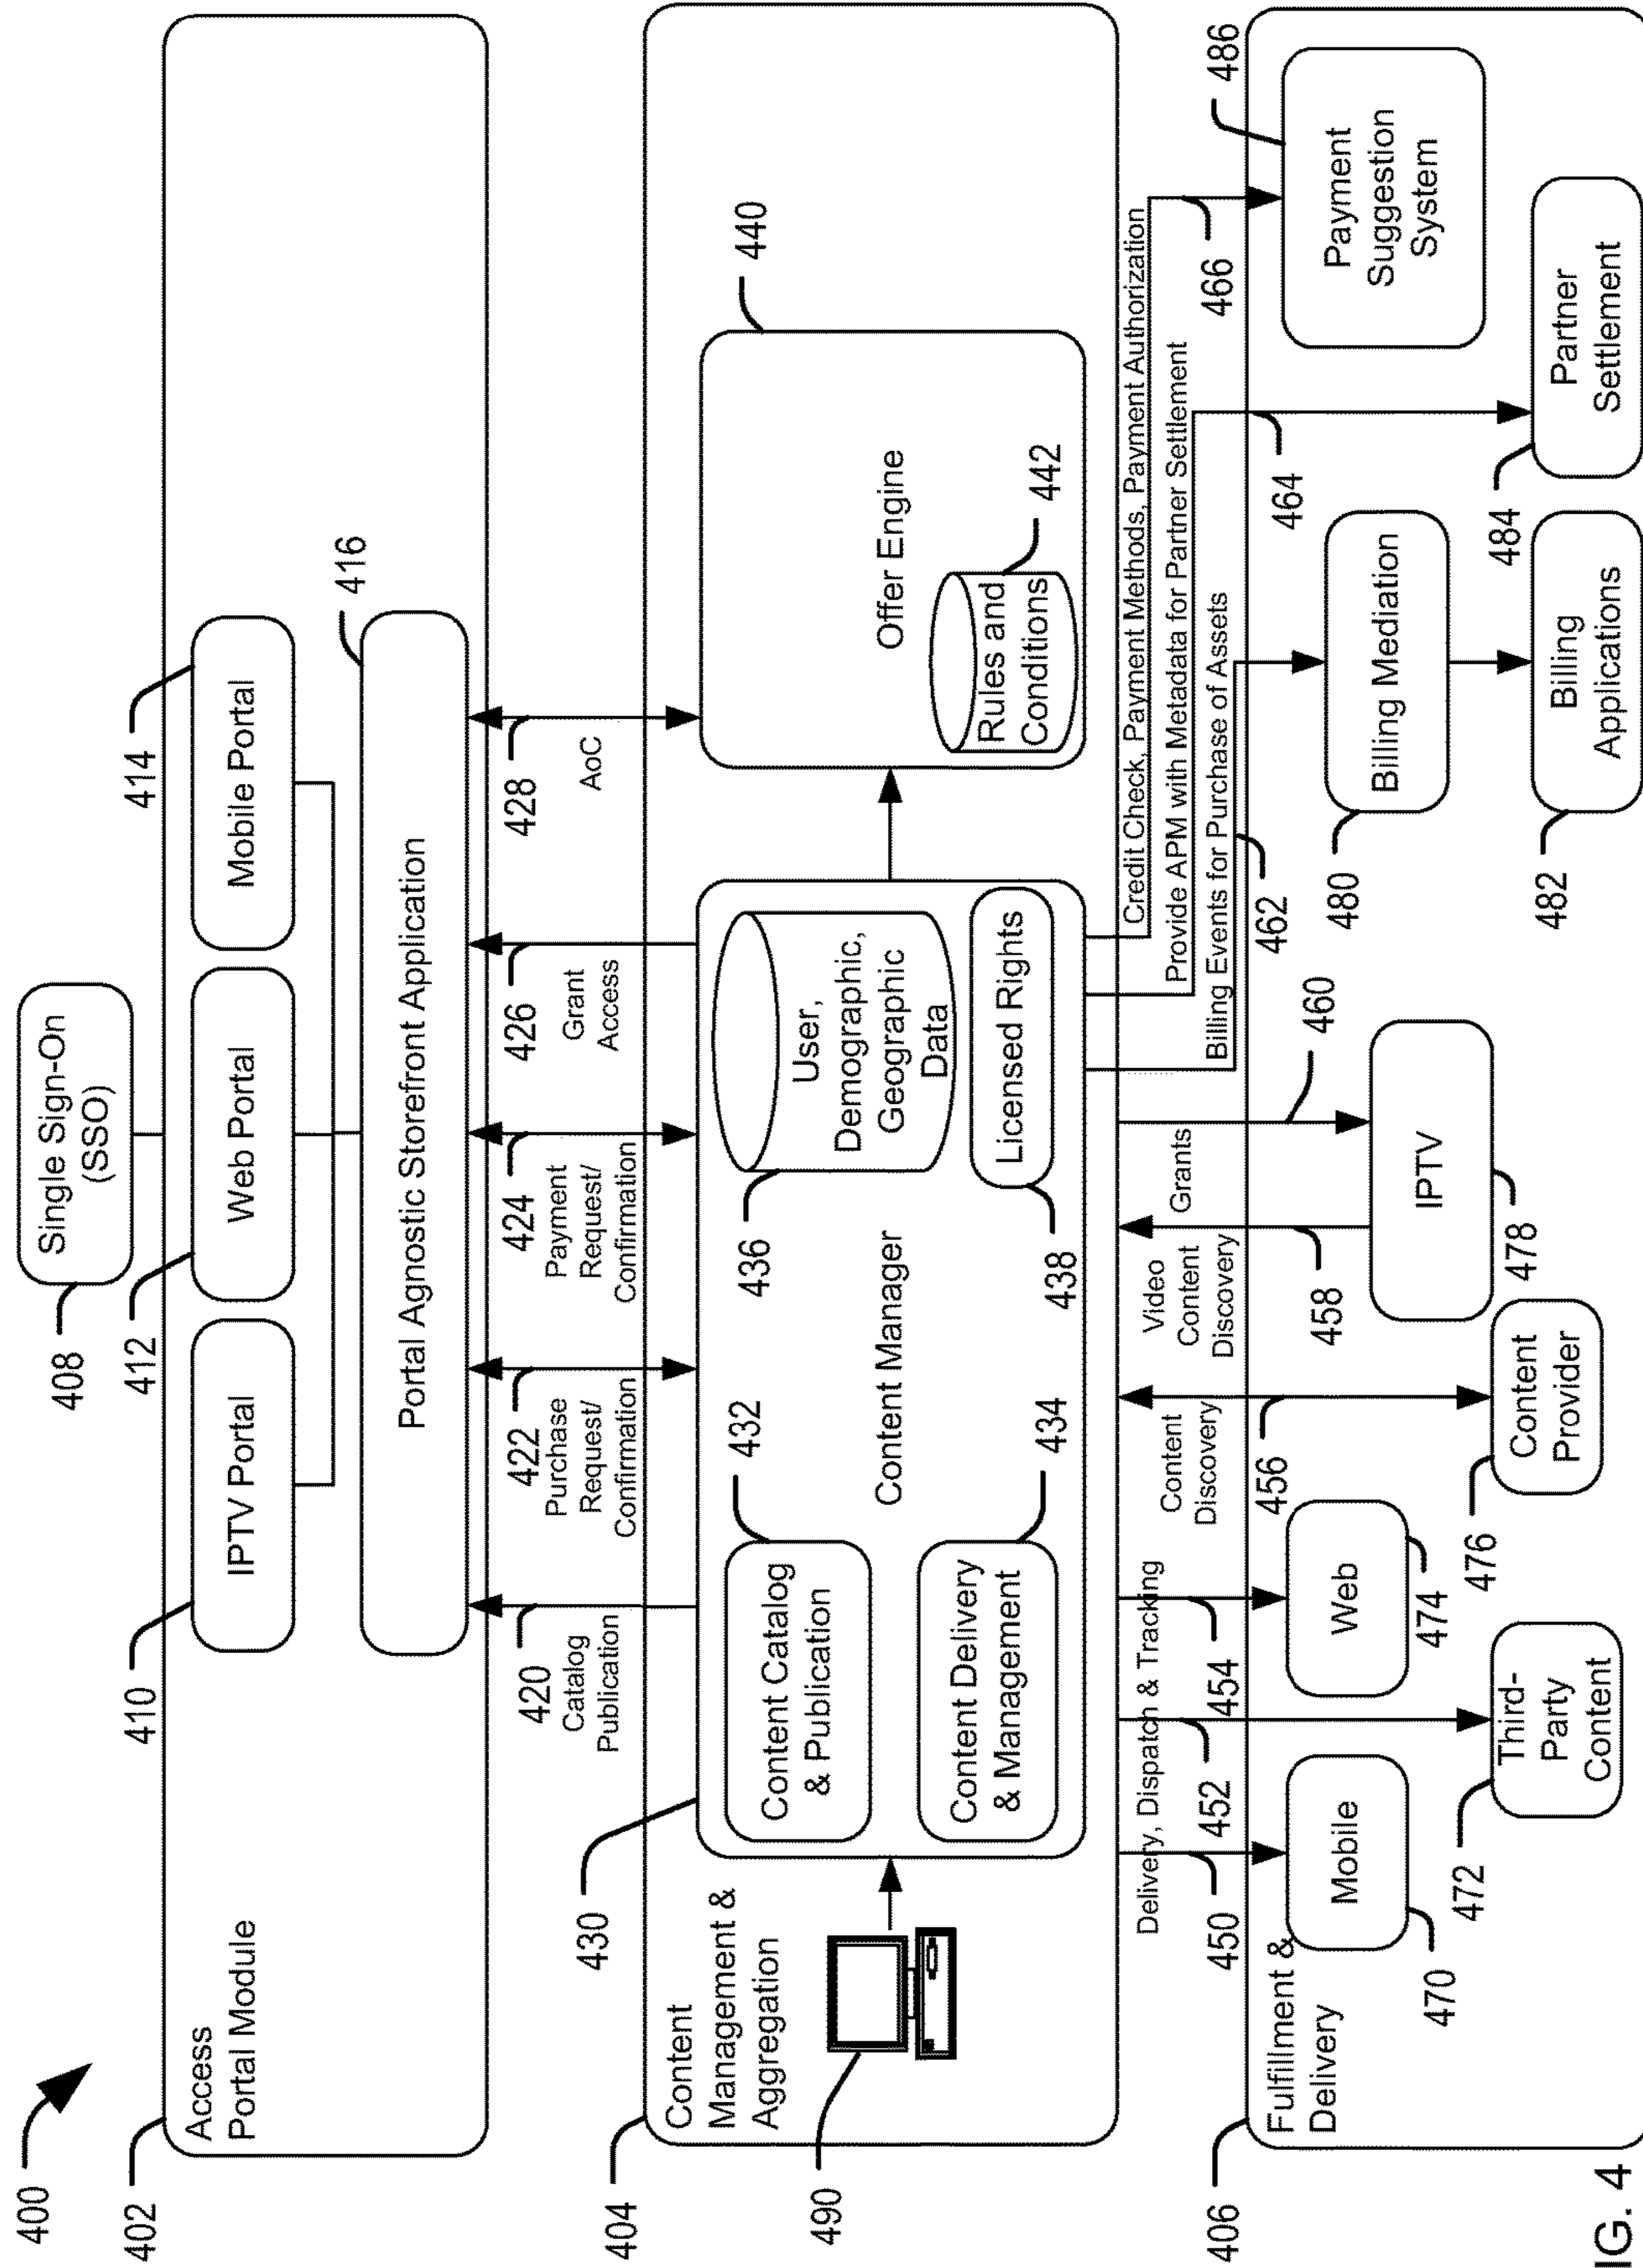 400
402
Access
Portal Module
408
Single Sign-On
(SSO)
410
IPTV Portal
412
Web Portal
414
Mobile Portal
416
Portal Agnostic Storefront Application
420
Catalog
Publication
422
Purchase
Request/
Confirmation
424
Payment
Request/
Confirmation
426
Grant
Access
428
AoC
404
Content
Management &
Aggregation
490
430
Content Manager
432
Content Catalog
& Publication
434
Content Delivery
& Management
436
User,
Demographic,
Geographic
Data
438
Licensed Rights
440
Offer Engine
442
Rules and
Conditions
Delivery, Dispatch & Tracking
450
452
454
Content
Discovery
456
Video
Content
Discovery
458
Grants
460
Credit Check, Payment Methods, Payment Authorization
Provide APM with Metadata for Partner Settlement
Billing Events for Purchase of Assets
462
464
466
406
Fulfillment &
Delivery
470
Mobile
472
Third-
Party
Content
474
Web
476
Content
Provider
478
IPTV
480
Billing Mediation
482
Billing
Applications
484
Partner
Settlement
486
Payment
Suggestion
System
IG. 4